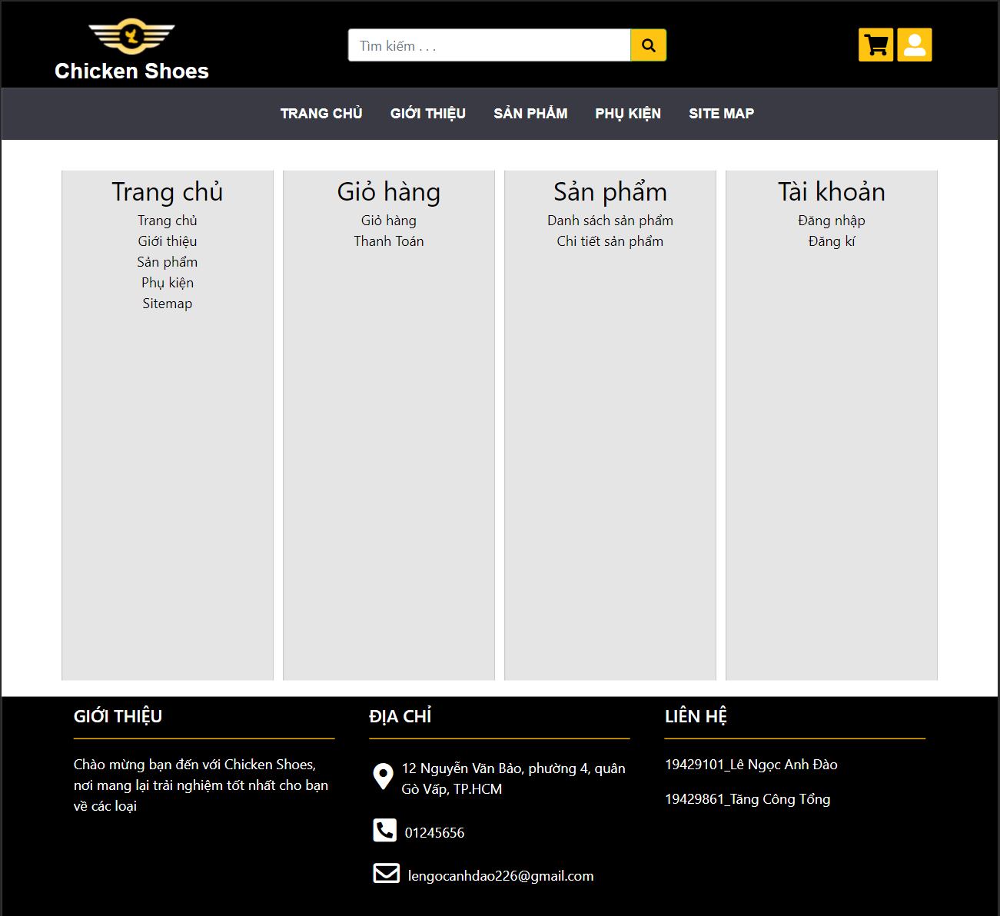 Chicken Shoes
Tìm kiếm . . .
TRANG CHỦ GIỚI THIỆU SẢN PHẨM PHỤ KIỆN SITE MAP
Trang chủ
Trang chủ
Giới thiệu
Sản phẩm
Phụ kiện
Sitemap
Giỏ hàng
Giỏ hàng
Thanh Toán
Sản phẩm
Danh sách sản phẩm
Chi tiết sản phẩm
Tài khoản
Đăng nhập
Đăng kí
GIỚI THIỆU
Chào mừng bạn đến với Chicken Shoes,
nơi mang lại trải nghiệm tốt nhất cho bạn
về các loại
ĐỊA CHỈ
12 Nguyễn Văn Bảo, phường 4, quân
Gò Vấp, TP.HCM
01245656
lengocanhdao226@gmail.com
LIÊN HỆ
19429101_Lê Ngọc Anh Đào
19429861_Tăng Công Tổng